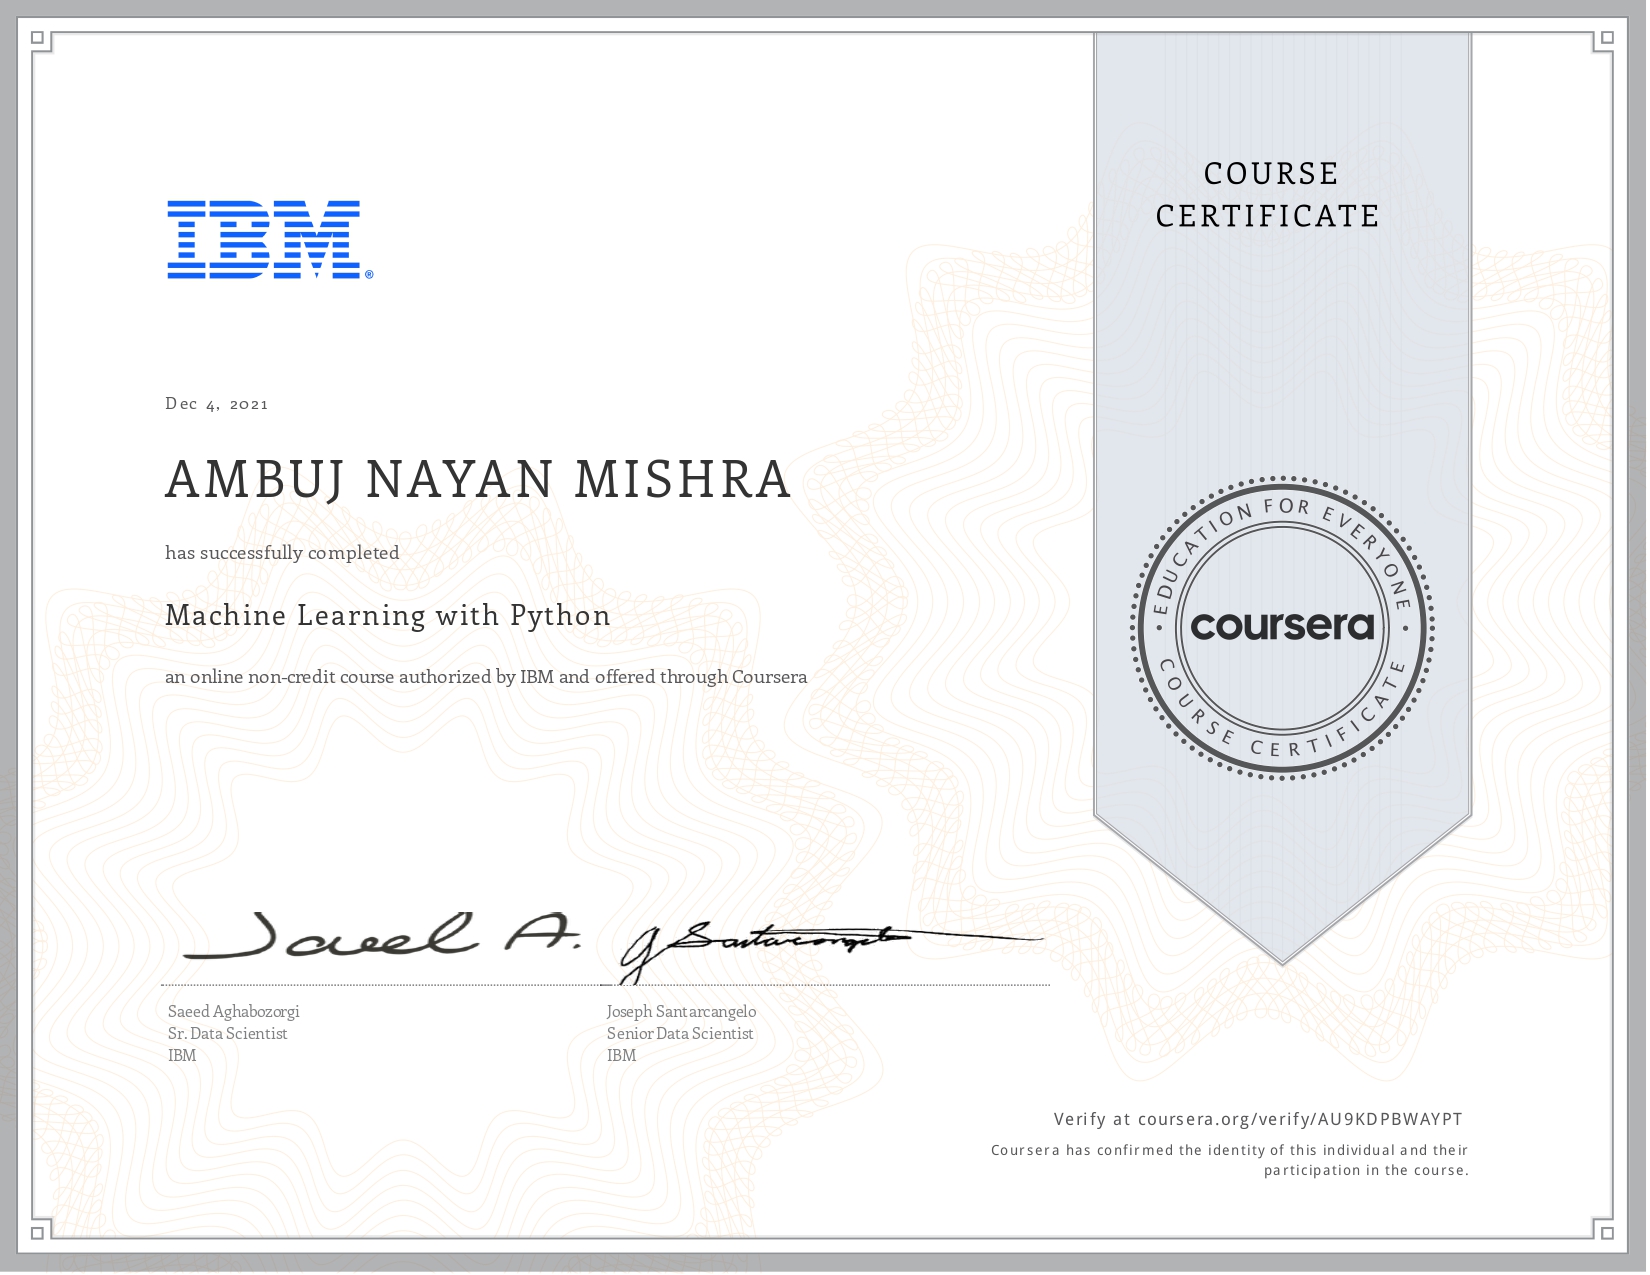 IBM®
COURSE
CERTIFICATE
Dec 4, 2021
AMBUJ NAYAN MISHRA
has successfully completed
Machine Learning with Python
an online non-credit course authorized by IBM and offered through Coursera
EDUCATION FOR EVERYONE
coursera
COURSE CERTIFICATE
Saeed A.
J Santarcangelo
Saeed Aghabozorgi
Sr. Data Scientist
IBM
Joseph Santarcangelo
Senior Data Scientist
IBM
Verify at coursera.org/verify/AU9KDPBWAYPT
Coursera has confirmed the identity of this individual and their
participation in the course.